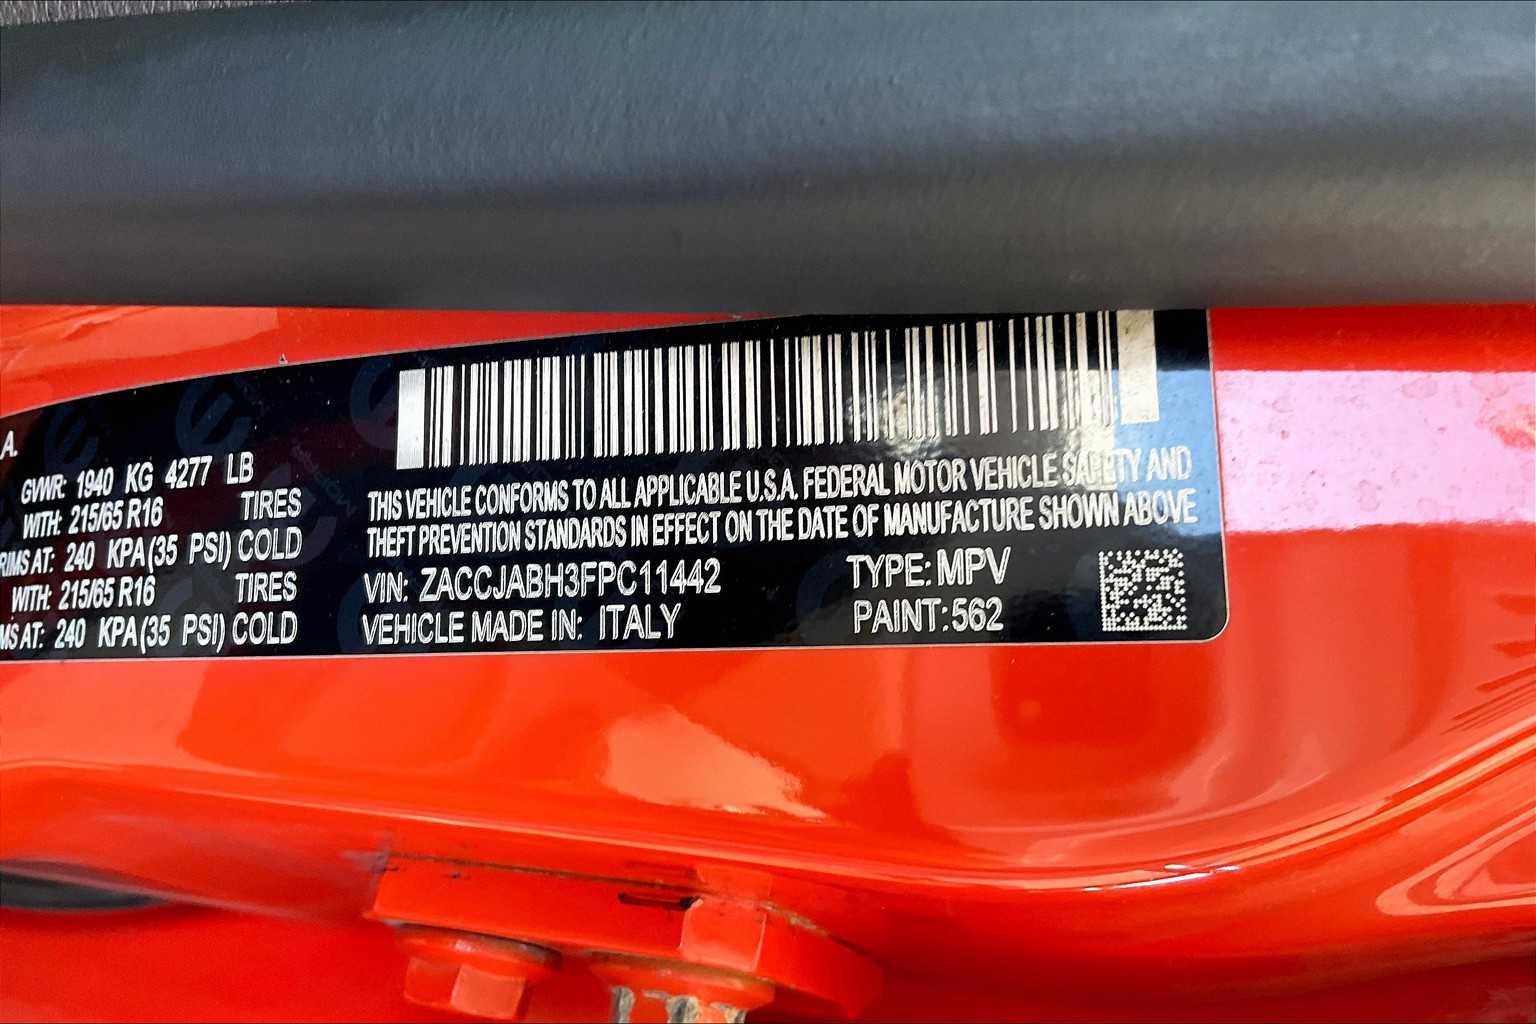 A.
GVWR: 1940 KG 4277 LB
WITH: 215/65 R16 TIRES
RIMS AT: 240 KPA (35 PSI) COLD
WITH: 215/65 R16 TIRES
MS AT: 240 KPA (35 PSI) COLD
THIS VEHICLE CONFORMS TO ALL APPLICABLE U.S.A. FEDERAL MOTOR VEHICLE SAFETY AND
THEFT PREVENTION STANDARDS IN EFFECT ON THE DATE OF MANUFACTURE SHOWN ABOVE
VIN: ZACCJABH3FPC11442 TYPE: MPV
VEHICLE MADE IN: ITALY PAINT: 562